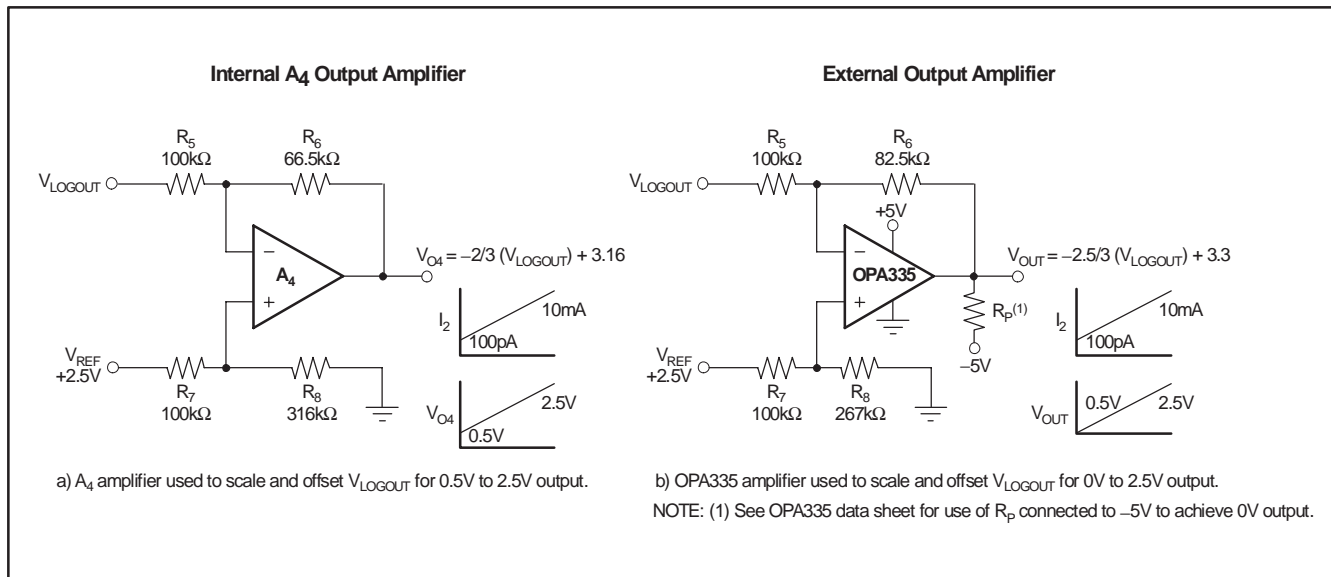 Internal A4 Output Amplifier
R5
100kΩ
R6
66.5kΩ
VLOGOUT
−
A4
+
VO4 = −2/3 (VLOGOUT) + 3.16
I2
10mA
100pA
VREF
+2.5V
R7
100kΩ
R8
316kΩ
VO4
2.5V
0.5V
a) A4 amplifier used to scale and offset VLOGOUT for 0.5V to 2.5V output.
External Output Amplifier
R5
100kΩ
R6
82.5kΩ
VLOGOUT
+5V
−
OPA335
+
VOUT = −2.5/3 (VLOGOUT) + 3.3
RP(1)
−5V
I2
10mA
100pA
VREF
+2.5V
R7
100kΩ
R8
267kΩ
VOUT
0.5V
2.5V
b) OPA335 amplifier used to scale and offset VLOGOUT for 0V to 2.5V output.
NOTE: (1) See OPA335 data sheet for use of RP connected to −5V to achieve 0V output.